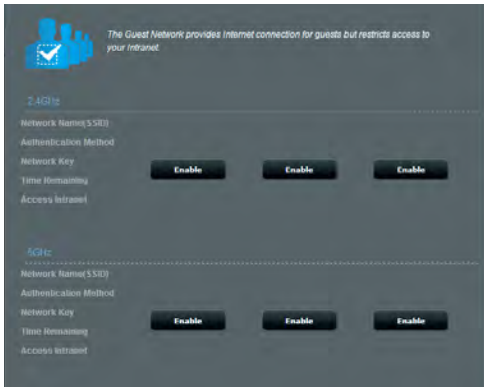 The Guest Network provides Internet connection for guests but restricts access to
your Intranet.
2.4GHz
Network Name(SSID)
Authentication Method
Network Key
Enable Enable Enable
Time Remaining
Access Intranet
5GHz
Network Name(SSID)
Authentication Method
Network Key
Enable Enable Enable
Time Remaining
Access Intranet